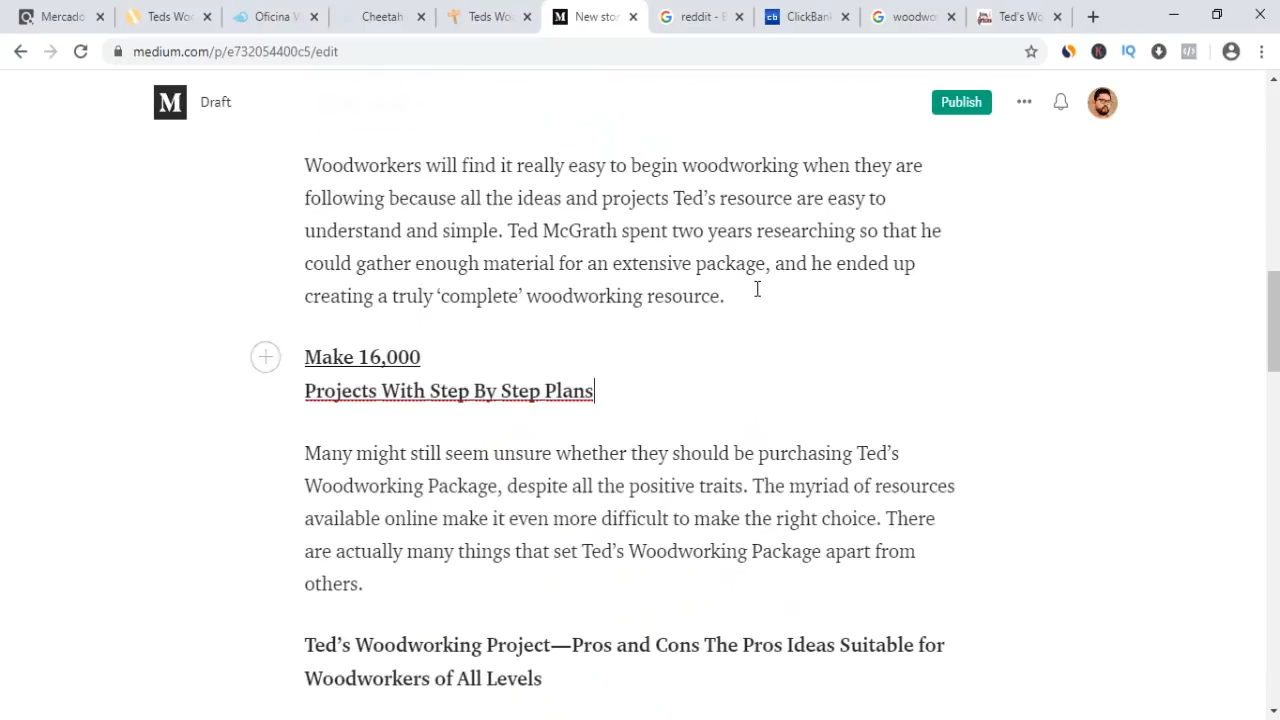 Mercado
Teds Wo
Oficina V
Cheetah
Teds Wo
New stor
reddit - E
ClickBan
woodwor
Ted's Wo
medium.com/p/e732054400c5/edit
Draft
Publish
Woodworkers will find it really easy to begin woodworking when they are
following because all the ideas and projects Ted’s resource are easy to
understand and simple. Ted McGrath spent two years researching so that he
could gather enough material for an extensive package, and he ended up
creating a truly ‘complete’ woodworking resource.
Make 16,000
Projects With Step By Step Plans
Many might still seem unsure whether they should be purchasing Ted’s
Woodworking Package, despite all the positive traits. The myriad of resources
available online make it even more difficult to make the right choice. There
are actually many things that set Ted’s Woodworking Package apart from
others.
Ted’s Woodworking Project—Pros and Cons The Pros Ideas Suitable for
Woodworkers of All Levels